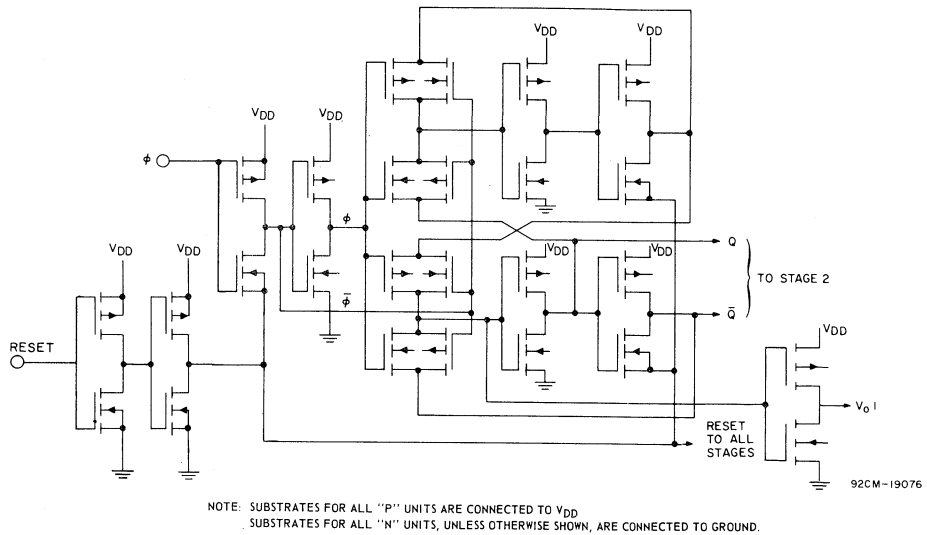 VDD
VDD
VDD
VDD
ϕ
ϕ
VDD
VDD
Q
VDD
VDD
ϕ̅
TO STAGE 2
Q̅
RESET
VDD
Vo 1
RESET
TO ALL
STAGES
92CM-19076
NOTE: SUBSTRATES FOR ALL "P" UNITS ARE CONNECTED TO VDD
SUBSTRATES FOR ALL "N" UNITS, UNLESS OTHERWISE SHOWN, ARE CONNECTED TO GROUND.